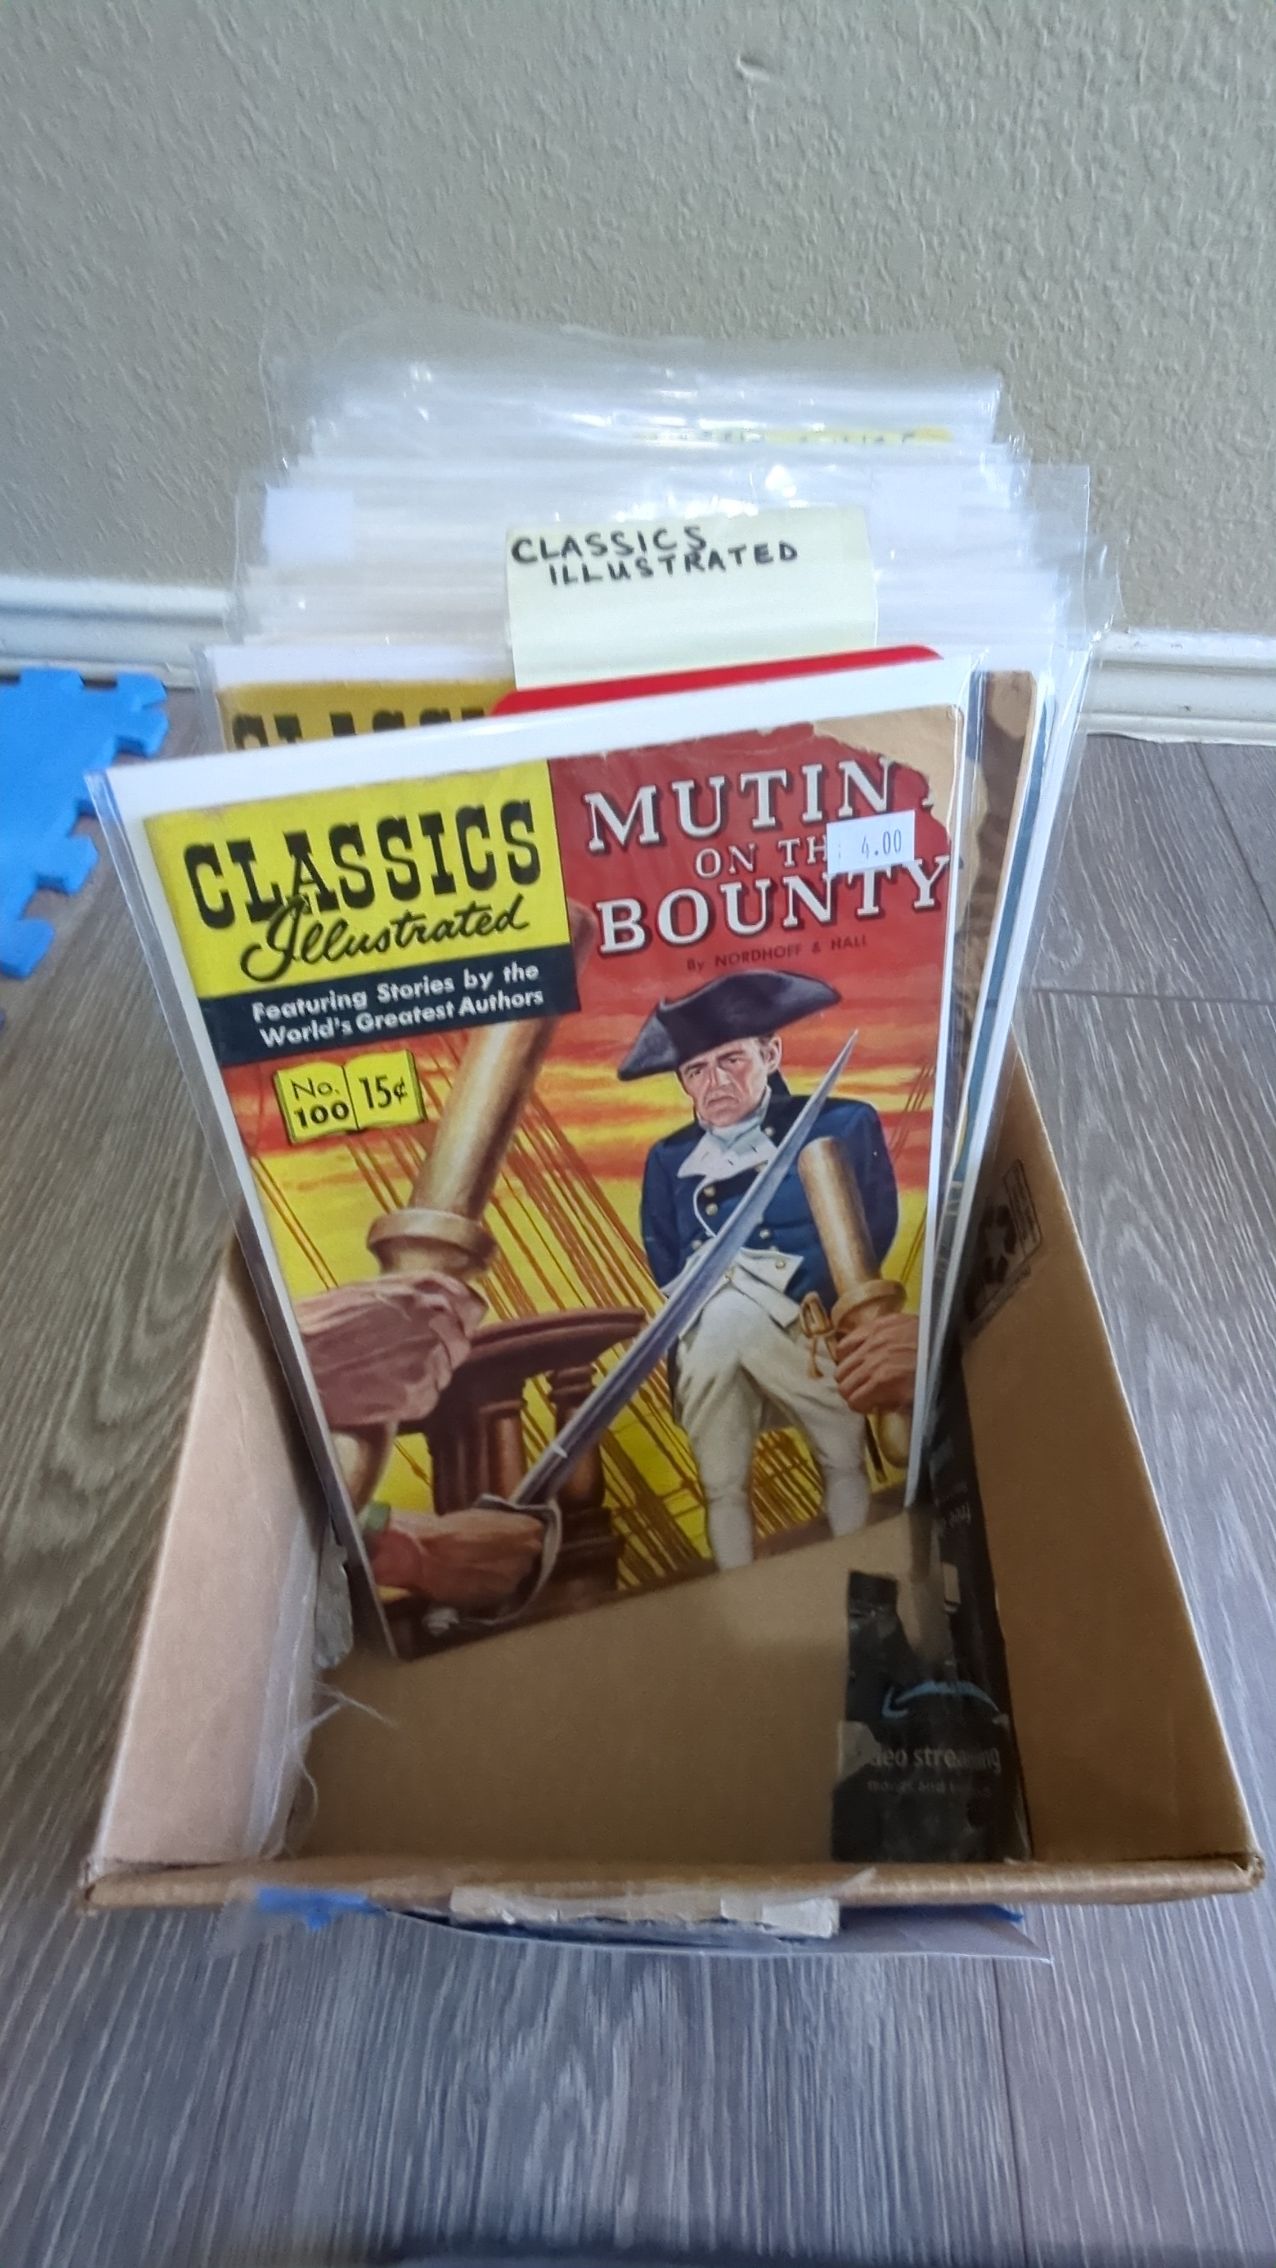 CLASSICS
ILLUSTRATED
CLASSICS
Illustrated
Featuring Stories by the
World's Greatest Authors
No.
100
15¢
MUTIN
ON TH
BOUNTY
4.00
By NORDHOFF & HALL
streaming